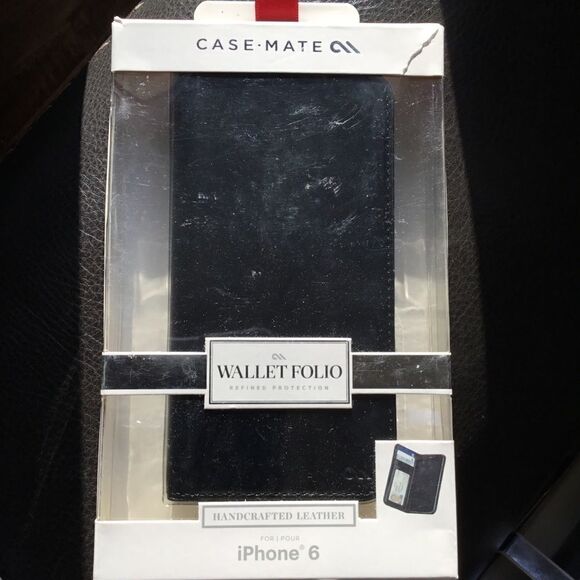 CASE·MATE
WALLET FOLIO
REFINED PROTECTION
HANDCRAFTED LEATHER
FOR | POUR
iPhone® 6